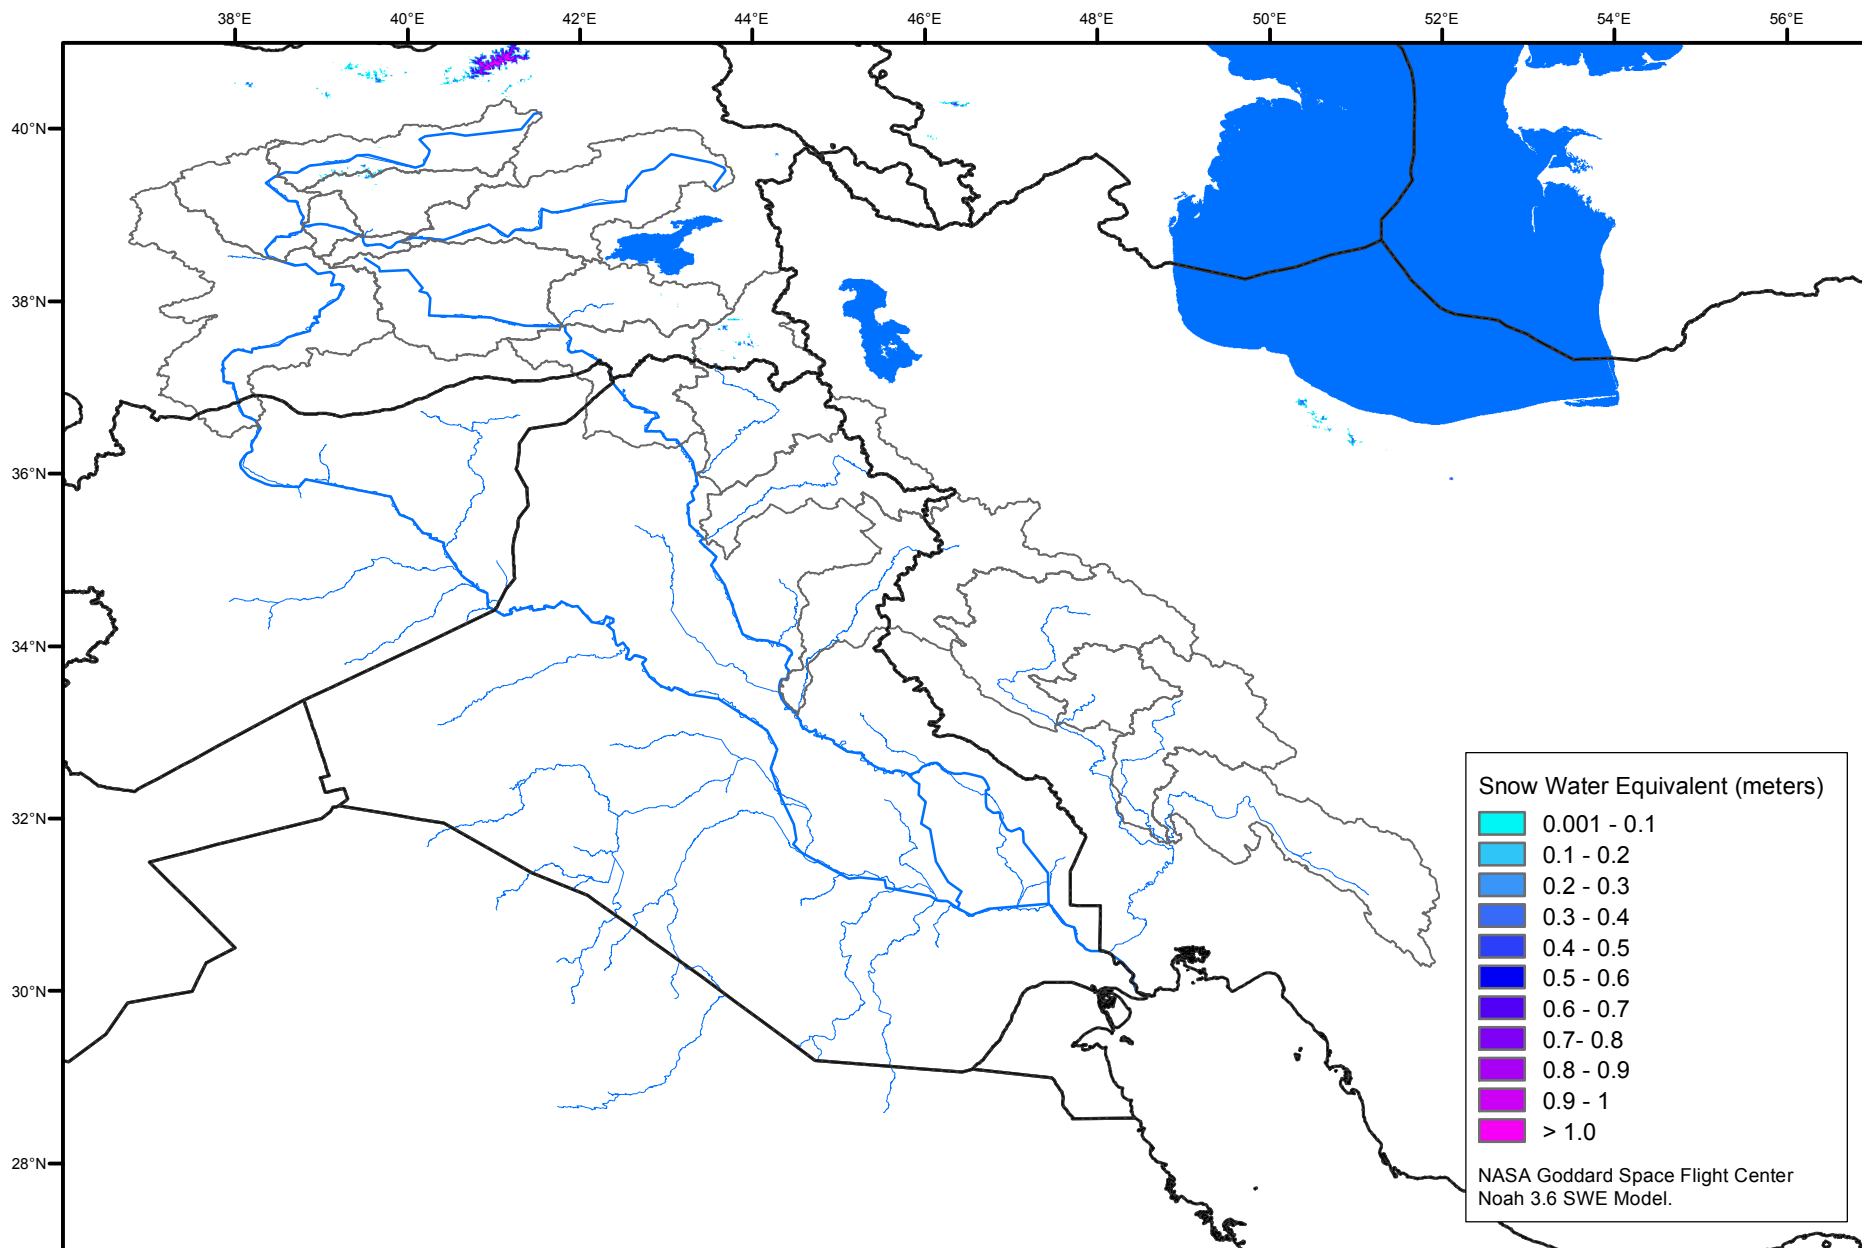 38°E 40°E 42°E 44°E 46°E 48°E 50°E 52°E 54°E 56°E
40°N
38°N
36°N
34°N
32°N
30°N
28°N
Snow Water Equivalent (meters)
0.001 - 0.1
0.1 - 0.2
0.2 - 0.3
0.3 - 0.4
0.4 - 0.5
0.5 - 0.6
0.6 - 0.7
0.7- 0.8
0.8 - 0.9
0.9 - 1
> 1.0
NASA Goddard Space Flight Center
Noah 3.6 SWE Model.